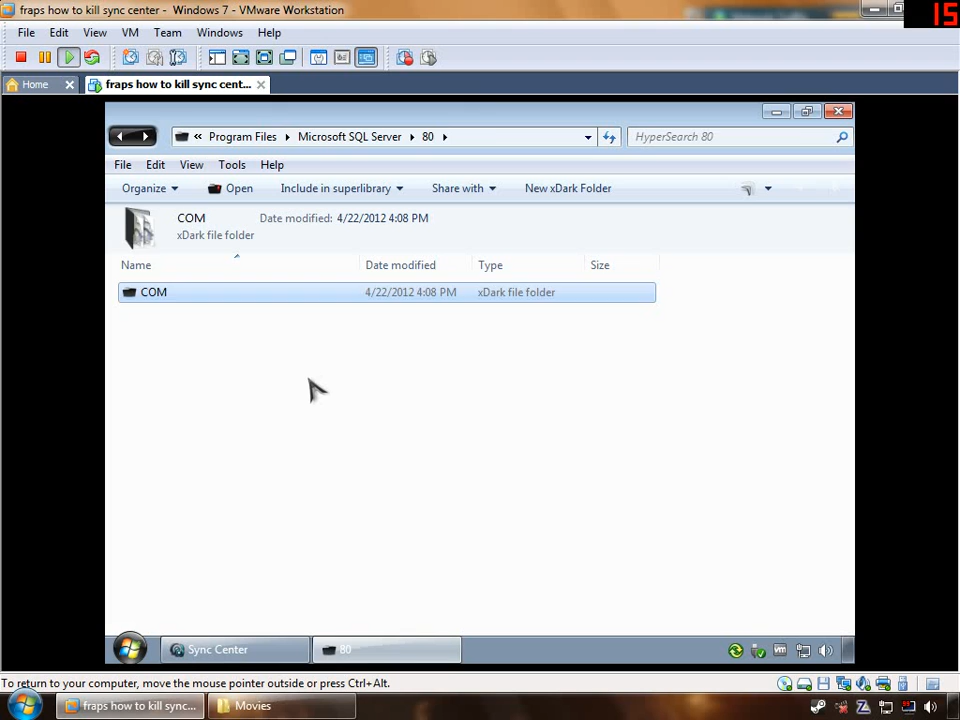 fraps how to kill sync center - Windows 7 - VMware Workstation
15
File Edit View VM Team Windows Help
Home fraps how to kill sync cent...
« Program Files Microsoft SQL Server 80 HyperSearch 80
File Edit View Tools Help
Organize Open Include in superlibrary Share with New xDark Folder
COM Date modified: 4/22/2012 4:08 PM
xDark file folder
Name Date modified Type Size
COM 4/22/2012 4:08 PM xDark file folder
Sync Center 80
To return to your computer, move the mouse pointer outside or press Ctrl+Alt.
fraps how to kill sync... Movies